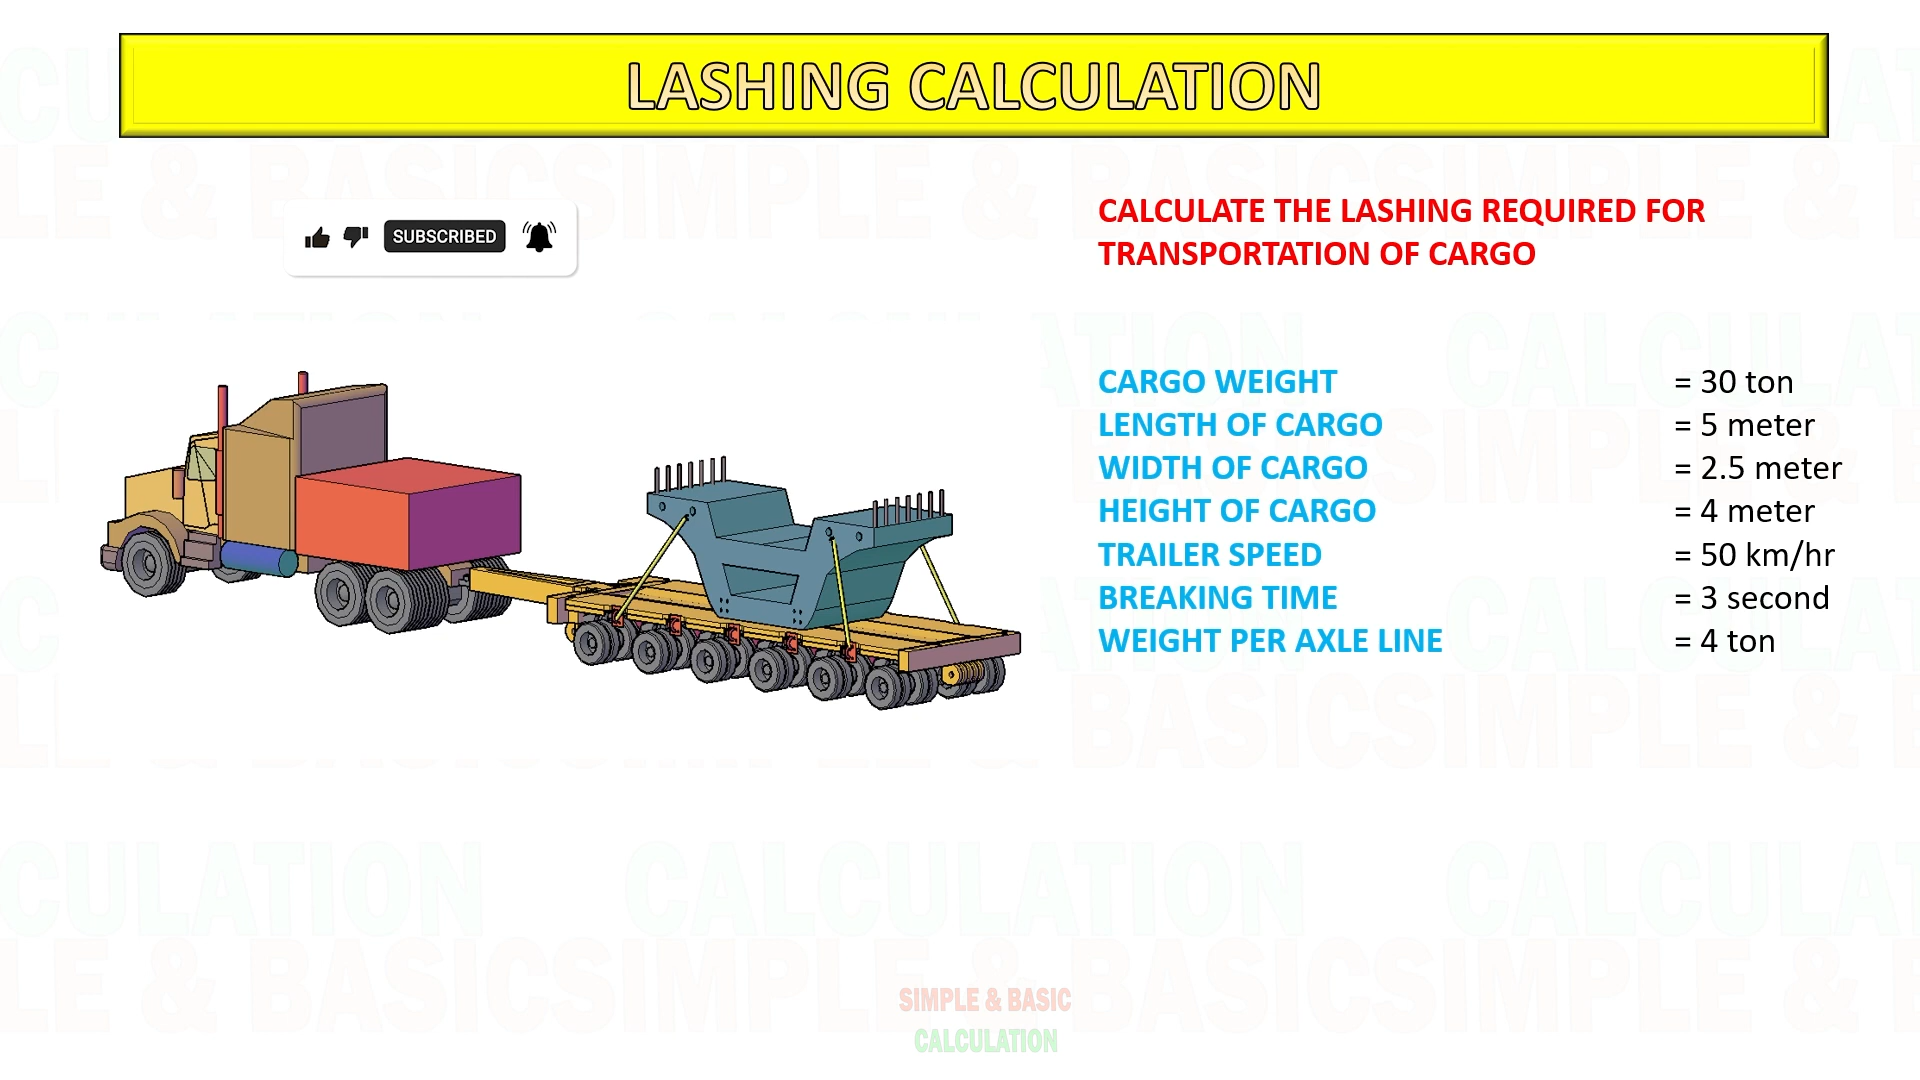 LASHING CALCULATION
SUBSCRIBED
CALCULATE THE LASHING REQUIRED FOR
TRANSPORTATION OF CARGO
CARGO WEIGHT = 30 ton
LENGTH OF CARGO = 5 meter
WIDTH OF CARGO = 2.5 meter
HEIGHT OF CARGO = 4 meter
TRAILER SPEED = 50 km/hr
BREAKING TIME = 3 second
WEIGHT PER AXLE LINE = 4 ton
SIMPLE & BASIC
CALCULATION